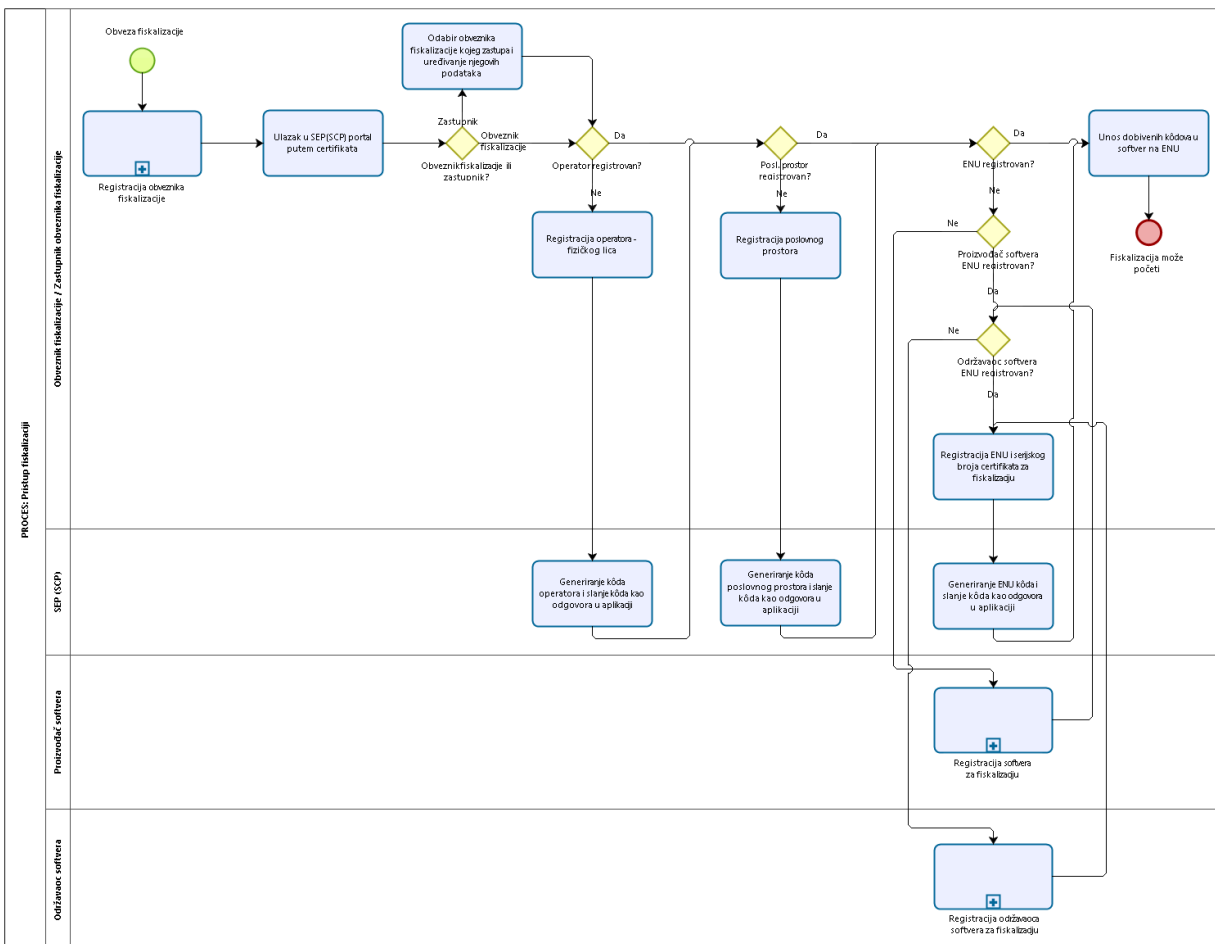 PROCES: Pristup fiskalizaciji
Obveznik fiskalizacije / Zastupnik obveznika fiskalizacije
Obveza fiskalizacije
Registracija obveznika
fiskalizacije
Ulazak u SEP(SCP) portal
putem certifikata
Odabir obveznika
fiskalizacije kojeg zastupa i
uređivanje njegovih
podataka
Zastupnik
Obveznik
fiskalizacije
Obveznik fiskalizacije ili
zastupnik?
Operator registrovan?
Da
Ne
Registracija operatora -
fizičkog lica
Posl. prostor
registrovan?
Da
Ne
Registracija poslovnog
prostora
ENU registrovan?
Da
Ne
Unos dobivenih kôdova u
softver na ENU
Fiskalizacija može
početi
Proizvođač softvera
ENU registrovan?
Ne
Da
Održavaoc softvera
ENU registrovan?
Ne
Da
Registracija ENU i serijskog
broja certifikata za
fiskalizaciju
SEP (SCP)
Generiranje kôda
operatora i slanje kôda kao
odgovora u aplikaciji
Generiranje kôda
poslovnog prostora i slanje
kôda kao odgovora u
aplikaciji
Generiranje ENU kôda i
slanje kôda kao odgovora
u aplikaciji
Proizvođač softvera
Registracija softvera
za fiskalizaciju
Održavaoc softvera
Registracija održavaoca
softvera za fiskalizaciju